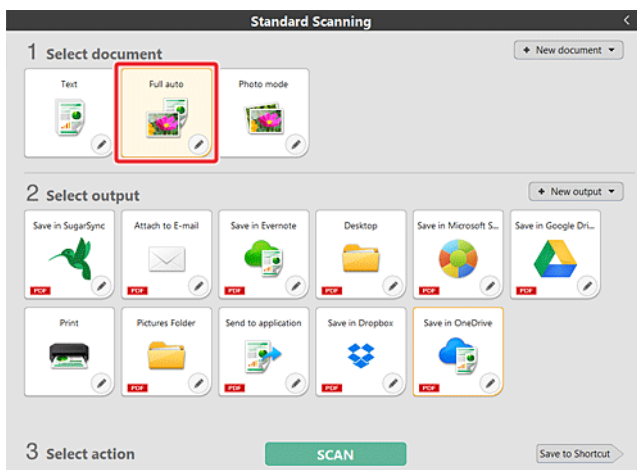 Standard Scanning
1 Select document
+ New document
Text
Full auto
Photo mode
2 Select output
+ New output
Save in SugarSync
Attach to E-mail
Save in Evernote
Desktop
Save in Microsoft S...
Save in Google Dri...
PDF
PDF
PDF
PDF
PDF
PDF
Print
Pictures Folder
Send to application
Save in Dropbox
Save in OneDrive
PDF
PDF
PDF
3 Select action
SCAN
Save to Shortcut